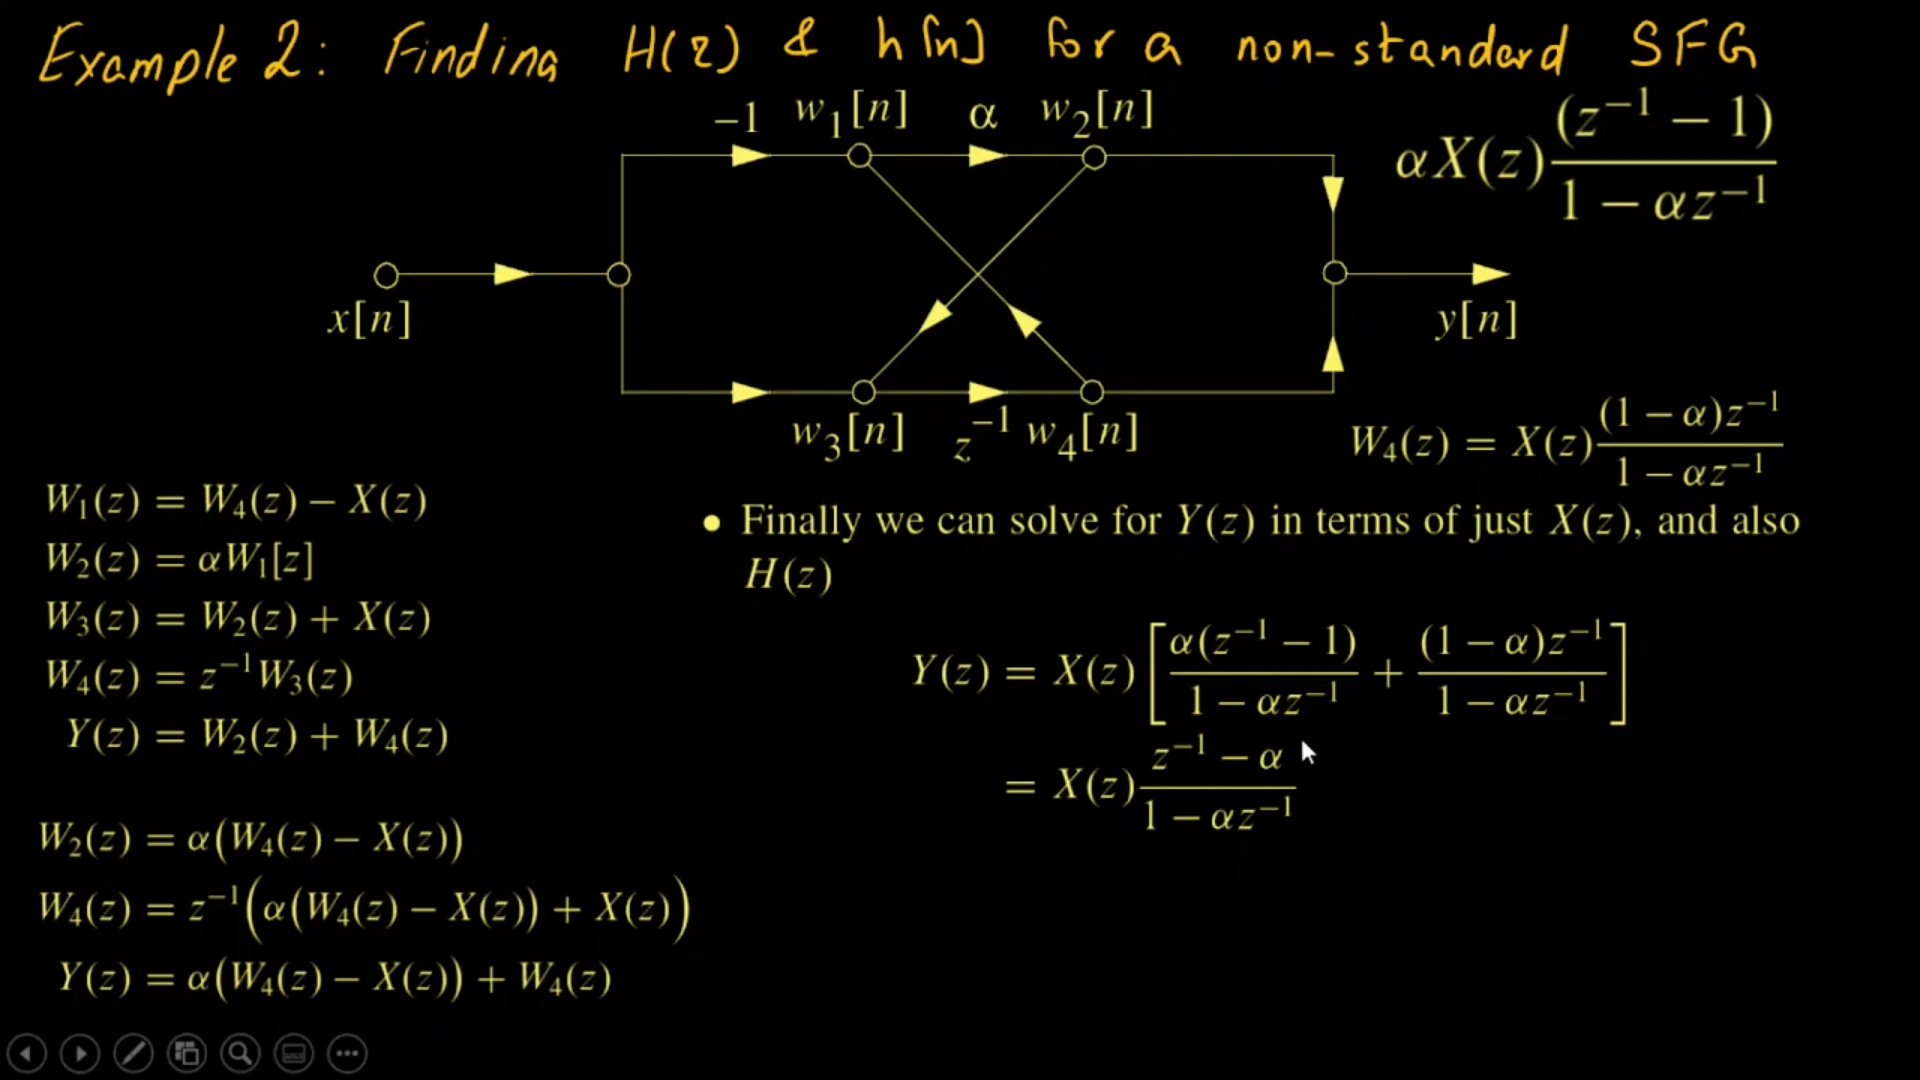 Example 2: Finding H(z) & h[n] for a non-standard SFG
−1 w₁[n] α w₂[n]
αX(z) (z⁻¹ − 1) / (1 − αz⁻¹)
x[n]
y[n]
w₃[n] z⁻¹ w₄[n]
W₄(z) = X(z) (1 − α)z⁻¹ / (1 − αz⁻¹)
W₁(z) = W₄(z) − X(z)
W₂(z) = αW₁[z]
W₃(z) = W₂(z) + X(z)
W₄(z) = z⁻¹W₃(z)
Y(z) = W₂(z) + W₄(z)
W₂(z) = α(W₄(z) − X(z))
W₄(z) = z⁻¹(α(W₄(z) − X(z)) + X(z))
Y(z) = α(W₄(z) − X(z)) + W₄(z)
• Finally we can solve for Y(z) in terms of just X(z), and also
H(z)
Y(z) = X(z) [α(z⁻¹ − 1) / (1 − αz⁻¹) + (1 − α)z⁻¹ / (1 − αz⁻¹)]
= X(z) (z⁻¹ − α) / (1 − αz⁻¹)